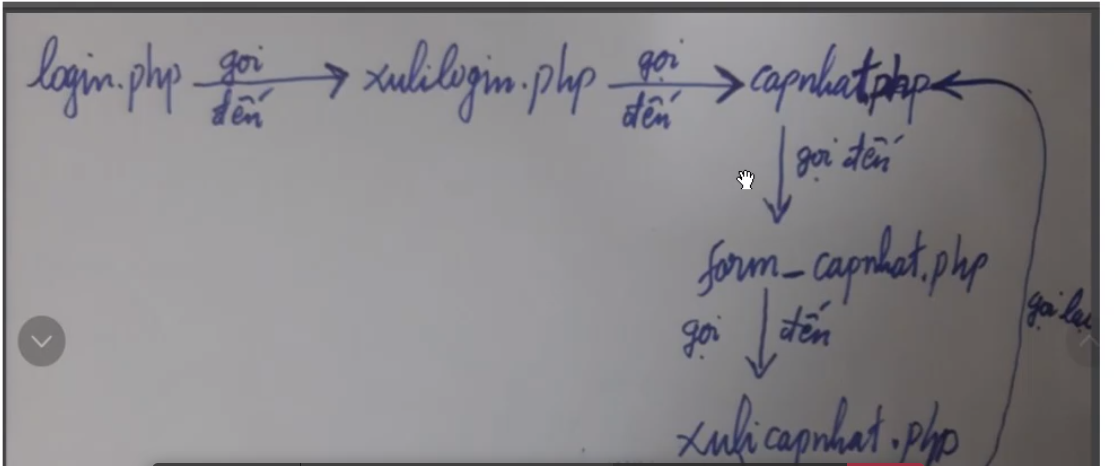 login.php gọi đến xulilogin.php gọi đến capnhat.php
gọi đến
form_capnhat.php
gọi lại
gọi đến
xulicapnhat.php